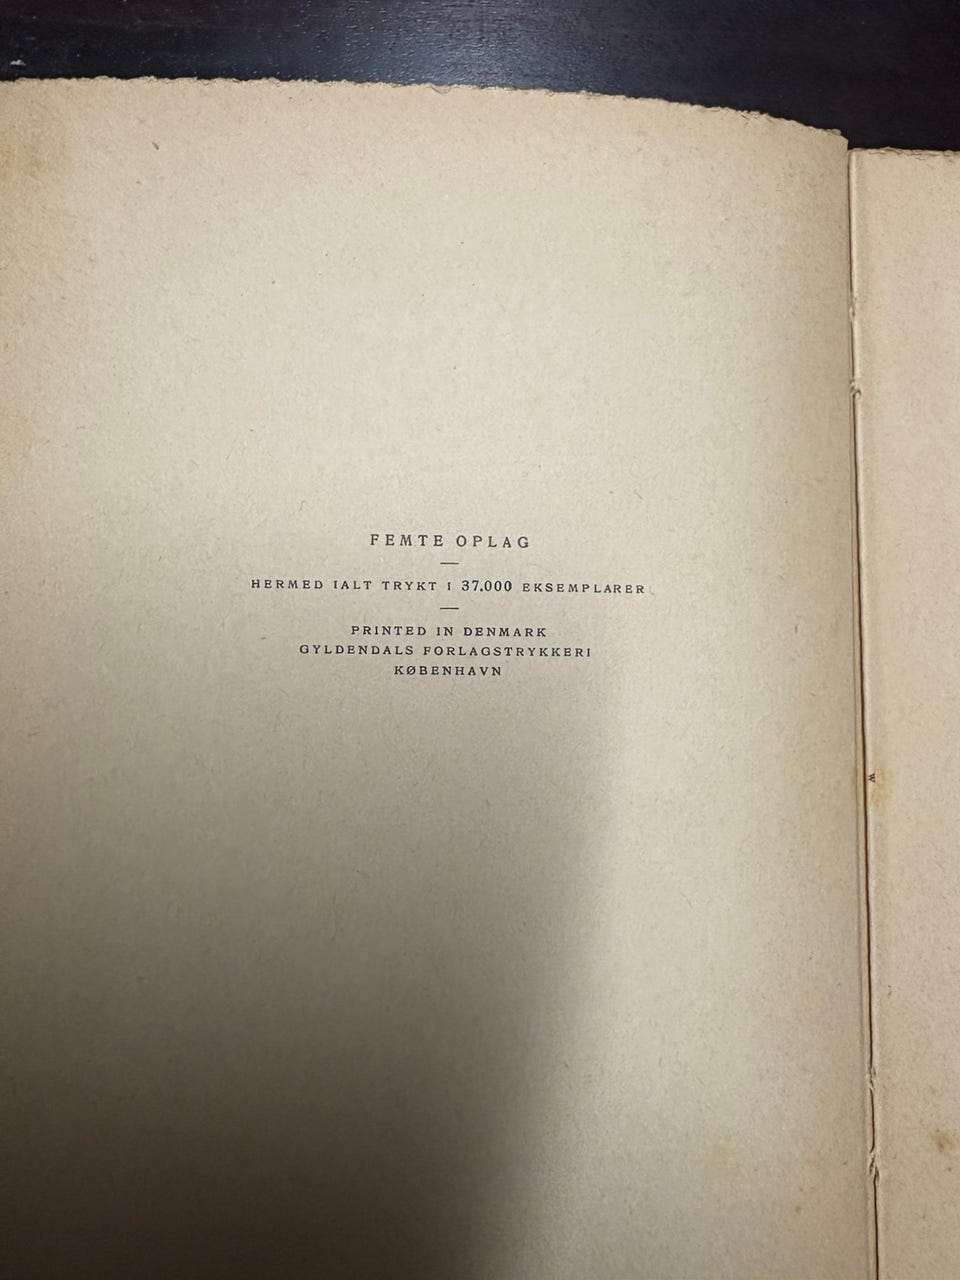 FEMTE OPLAG
HERMED IALT TRYKT I 37.000 EKSEMPLARER
PRINTED IN DENMARK
GYLDENDALS FORLAGSTRYKKERI
KØBENHAVN